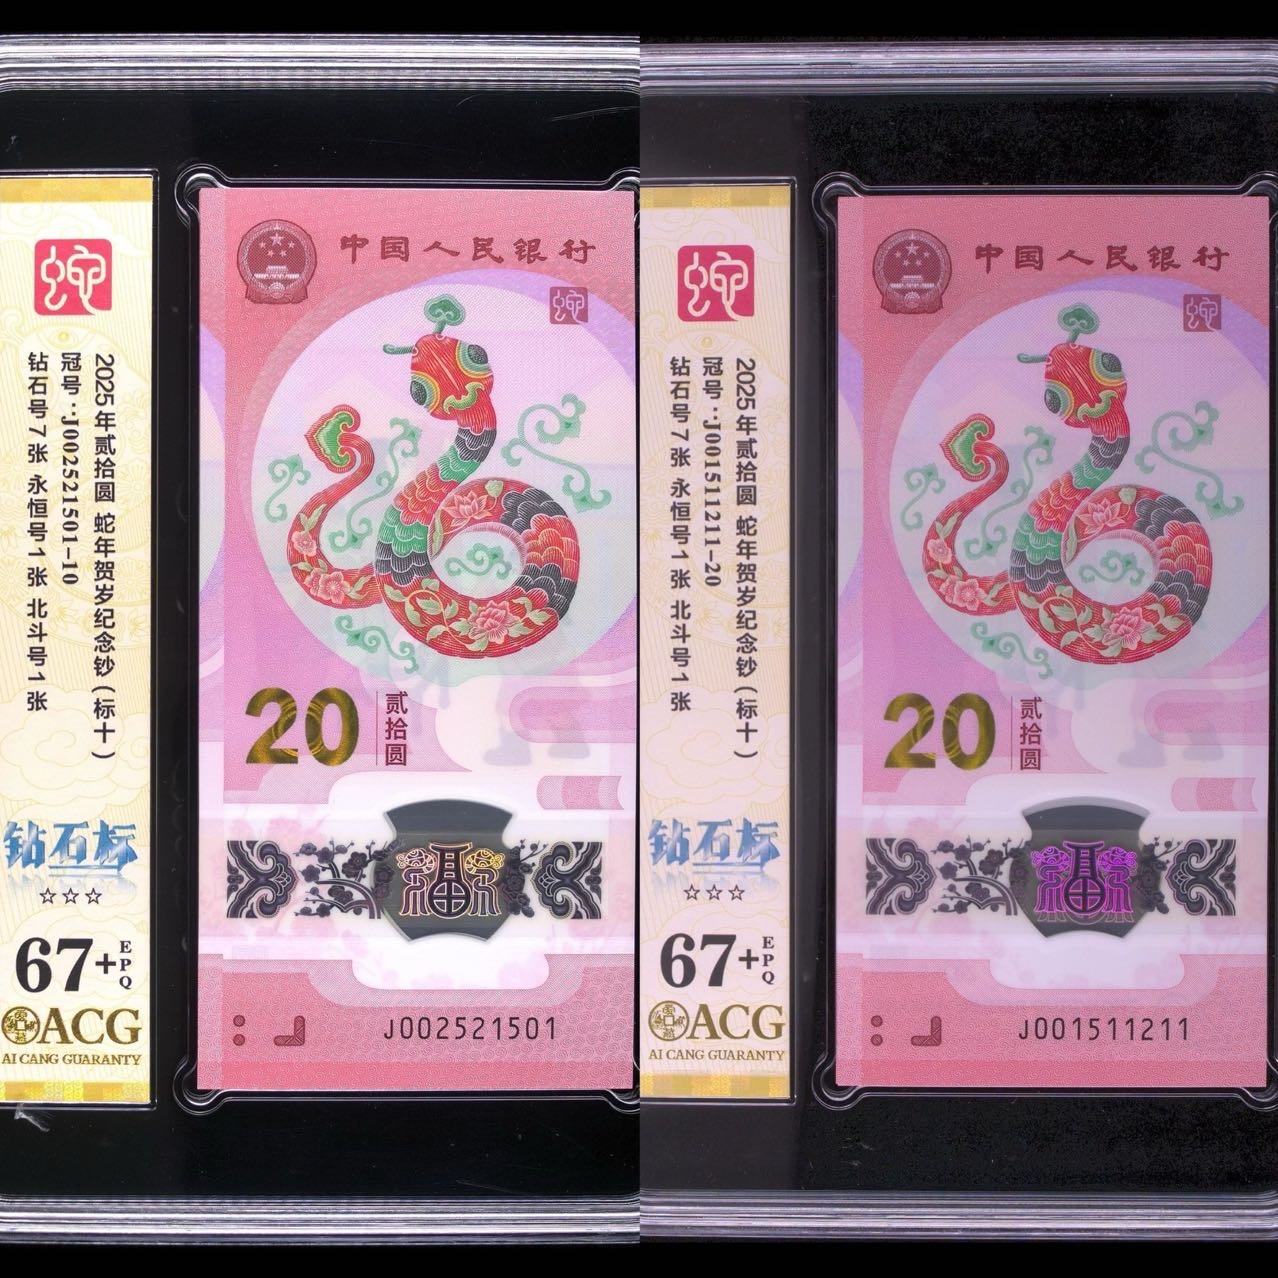 蛇
2025年贰拾圆 蛇年贺岁纪念钞（标十）
冠号：J002521501-10
钻石号7张 永恒号1张 北斗号1张
钻石标
☆☆☆
67+
EPQ
ACG
AI CANG GUARANTY
中国人民银行
蛇
20
贰拾圆
福
J002521501
蛇
2025年贰拾圆 蛇年贺岁纪念钞（标十）
冠号：J001511211-20
钻石号7张 永恒号1张 北斗号1张
钻石标
☆☆☆
67+
EPQ
ACG
AI CANG GUARANTY
中国人民银行
蛇
20
贰拾圆
福
J001511211